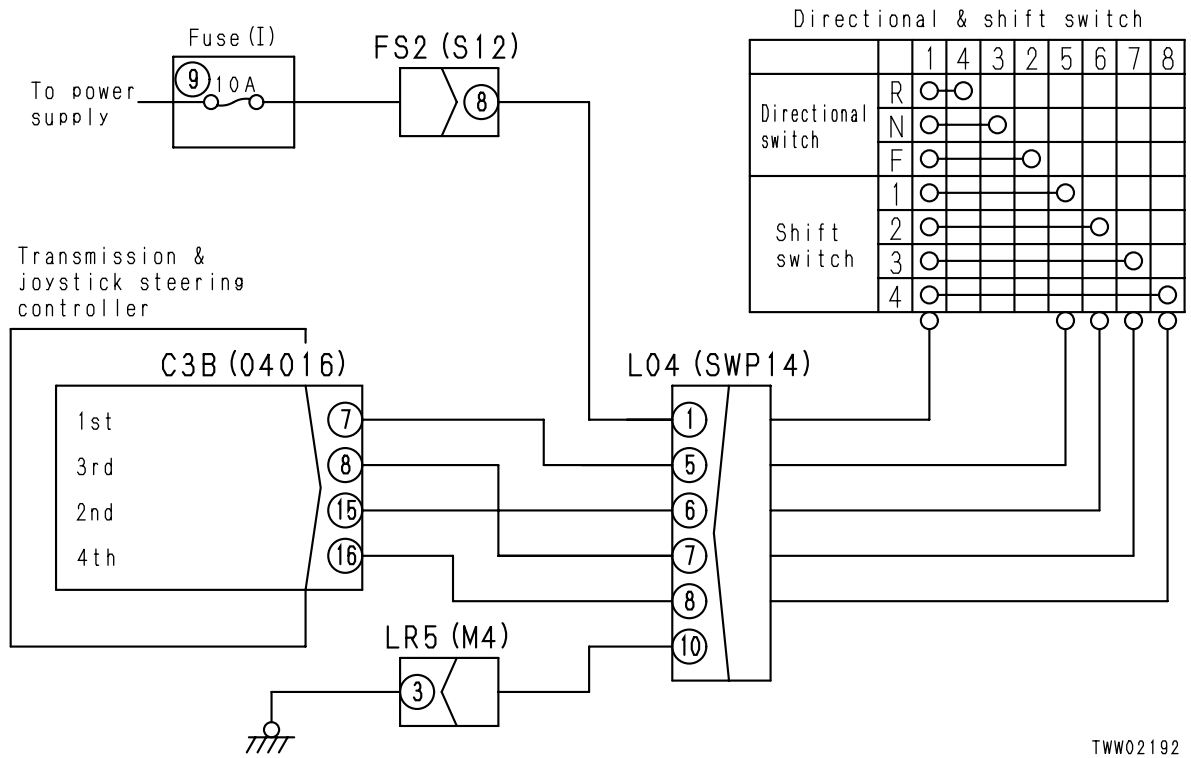 Directional & shift switch
Fuse (I)
FS2 (S12)
9
10A
8
To power
supply
1 4 3 2 5 6 7 8
Directional
switch
R
N
F
Shift
switch
1
2
3
4
Transmission &
joystick steering
controller
C3B (04016)
1st 7
3rd 8
2nd 15
4th 16
L04 (SWP14)
1
5
6
7
8
10
LR5 (M4)
3
TWW02192